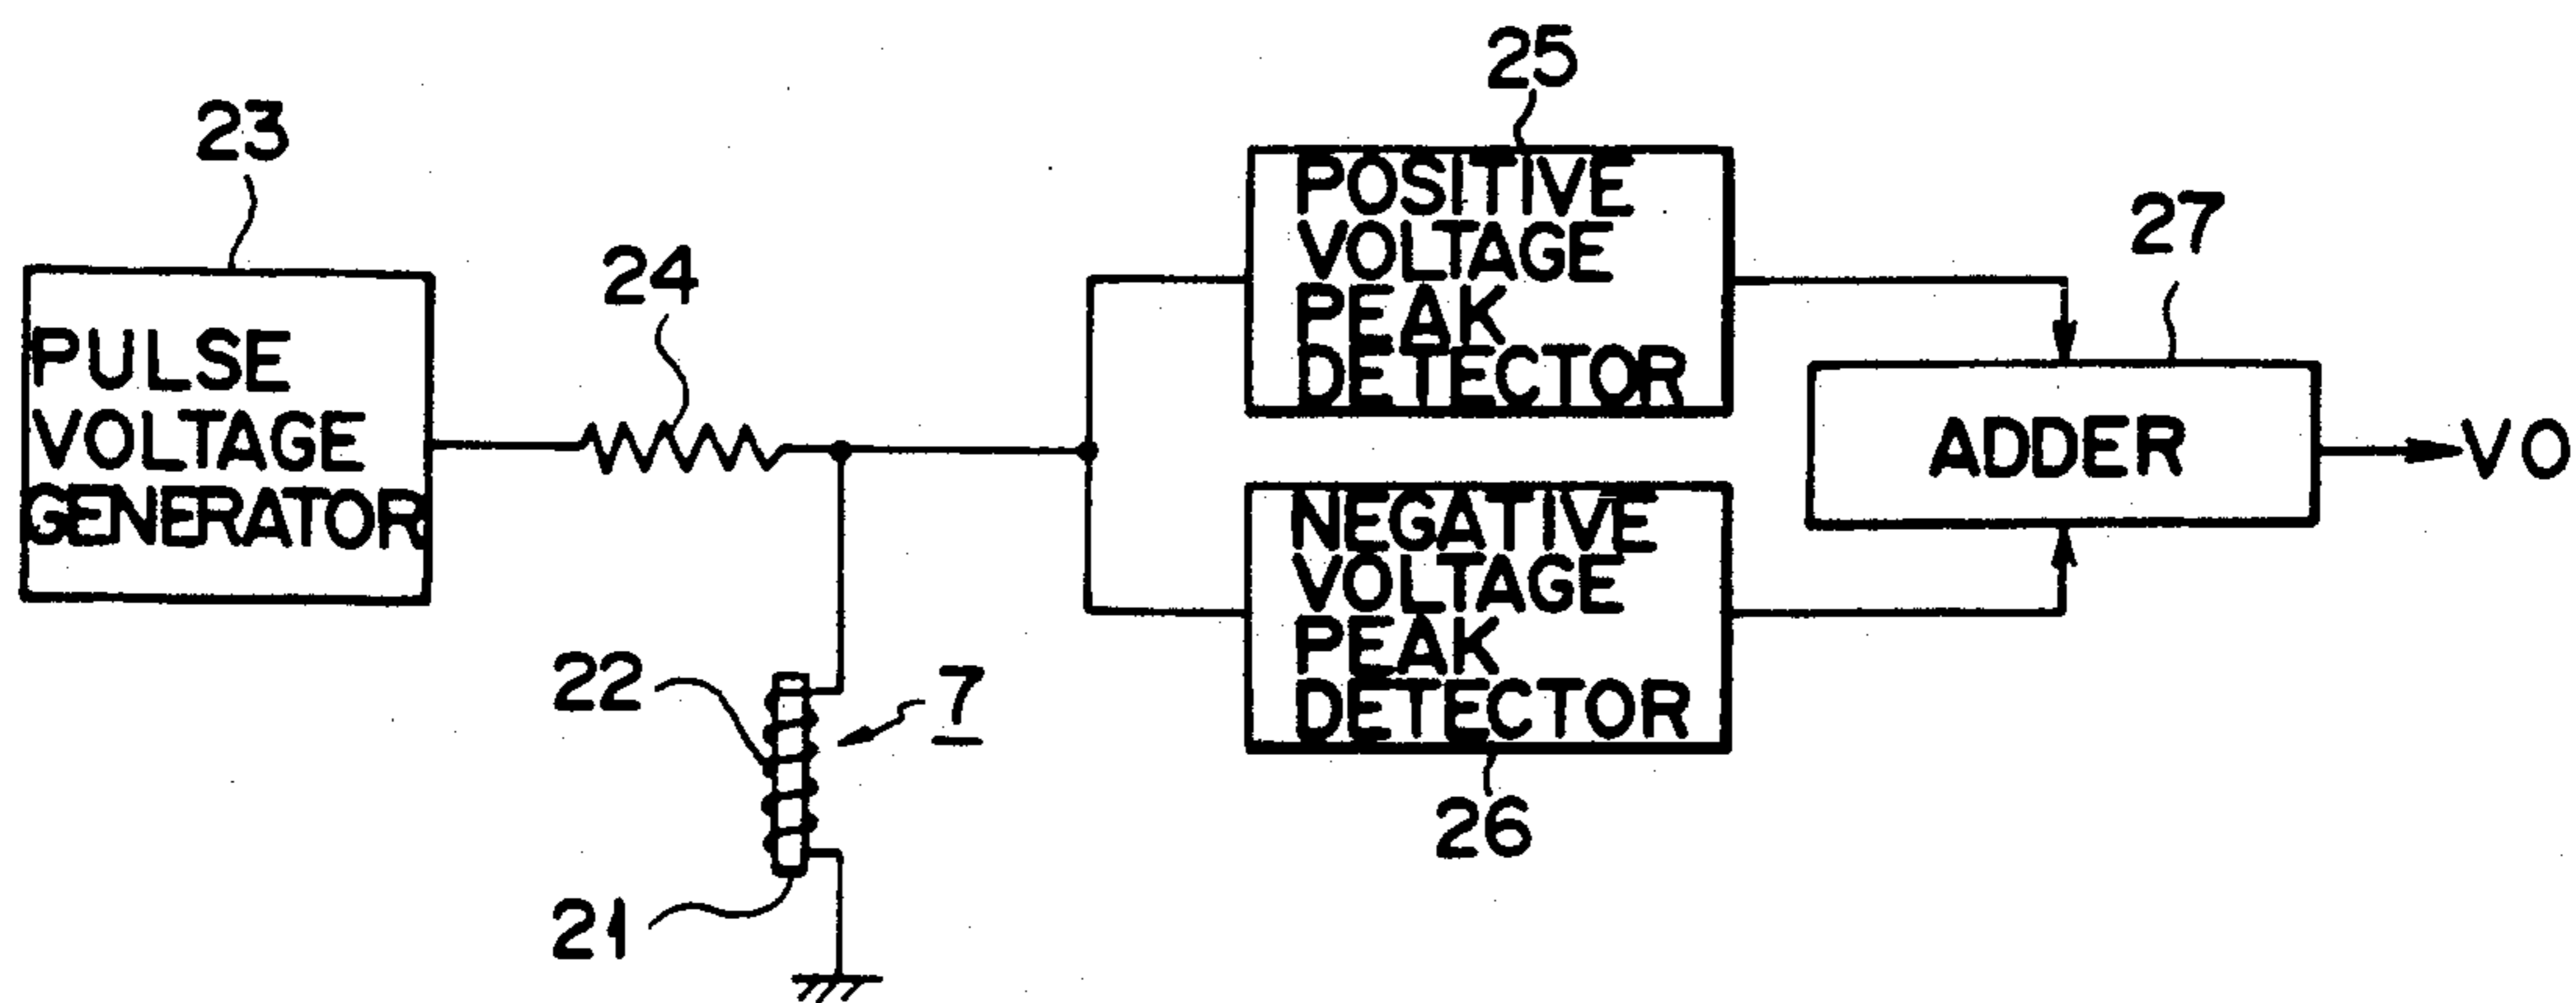 23
PULSE
VOLTAGE
GENERATOR
24
22
7
21
25
POSITIVE
VOLTAGE
PEAK
DETECTOR
NEGATIVE
VOLTAGE
PEAK
DETECTOR
26
27
ADDER
VO